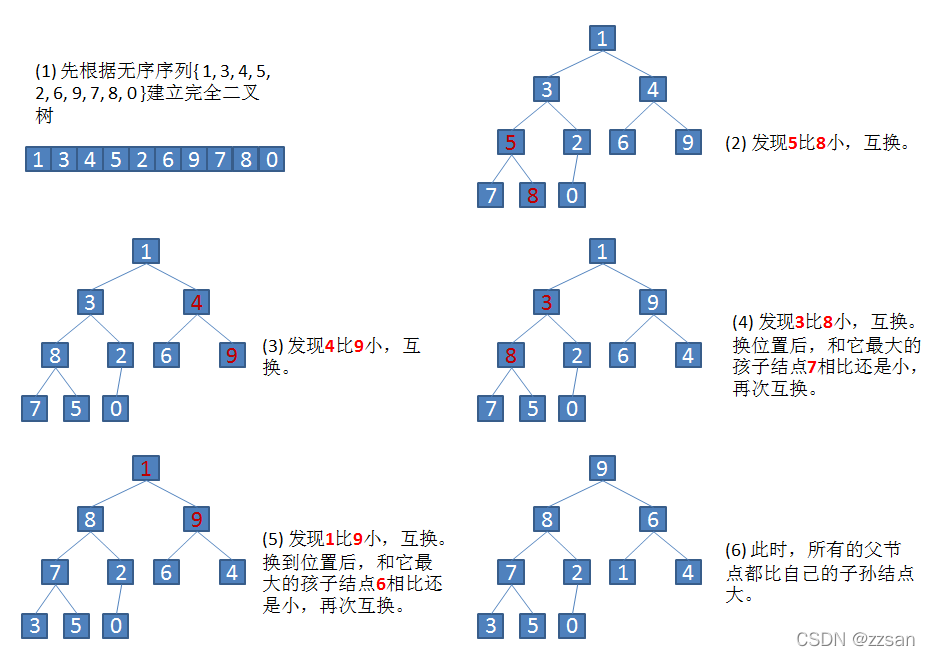 (1) 先根据无序序列{ 1, 3, 4, 5,
2, 6, 9, 7, 8, 0 }建立完全二叉
树
1 3 4 5 2 6 9 7 8 0
1
3 4
5 2 6 9
7 8 0
(2) 发现5比8小，互换。
1
3 4
8 2 6 9
7 5 0
(3) 发现4比9小，互
换。
1
3 9
8 2 6 4
7 5 0
(4) 发现3比8小，互换。
换位置后，和它最大的
孩子结点7相比还是小，
再次互换。
1
8 9
7 2 6 4
3 5 0
(5) 发现1比9小，互换。
换到位置后，和它最
大的孩子结点6相比还
是小，再次互换。
9
8 6
7 2 1 4
3 5 0
(6) 此时，所有的父节
点都比自己的子孙结点
大。
CSDN @zzsan